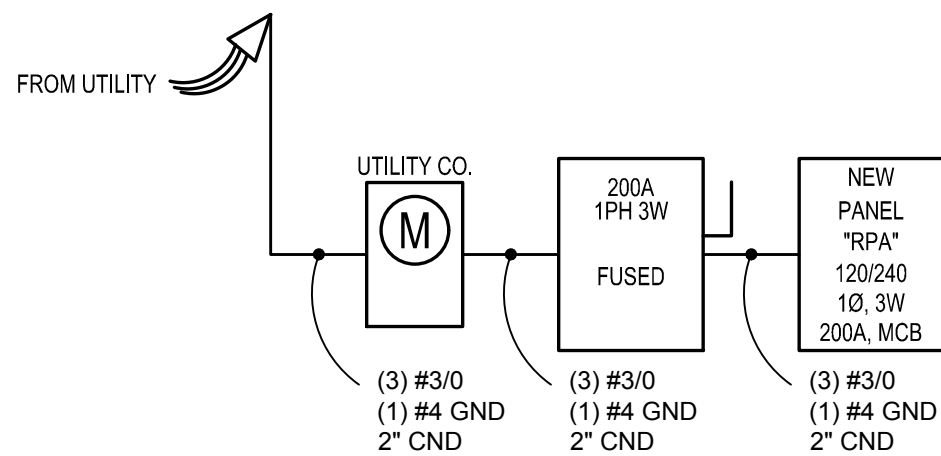 FROM UTILITY
UTILITY CO.
M
200A
1PH 3W
FUSED
NEW
PANEL
"RPA"
120/240
1Ø, 3W
200A, MCB
(3) #3/0
(1) #4 GND
2" CND
(3) #3/0
(1) #4 GND
2" CND
(3) #3/0
(1) #4 GND
2" CND